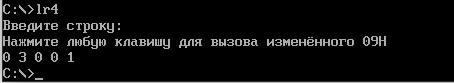 C:\>lr4
Введите строку:
Нажмите любую клавишу для вызова изменённого 09H
0 3 0 0 1
C:\>_